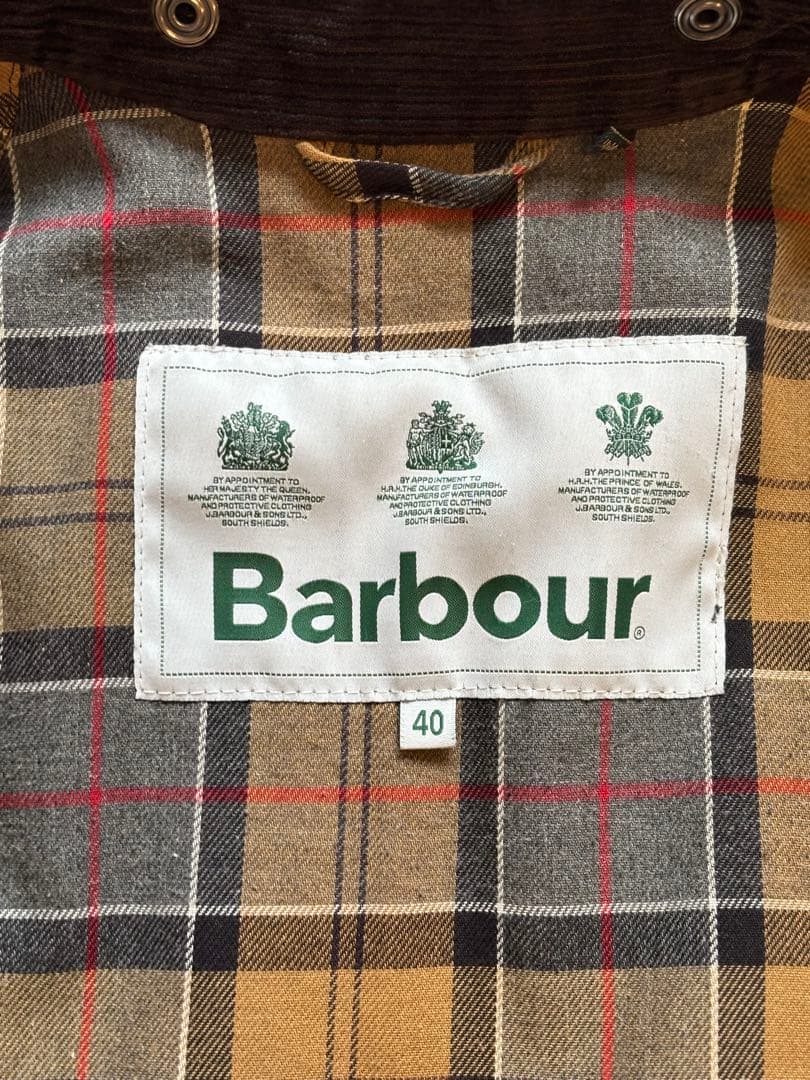 BY APPOINTMENT TO
HER MAJESTY THE QUEEN.
MANUFACTURERS OF WATERPROOF
AND PROTECTIVE CLOTHING
J.BARBOUR & SONS LTD.,
SOUTH SHIELDS.
BY APPOINTMENT TO
H.R.H. THE DUKE OF EDINBURGH.
MANUFACTURERS OF WATERPROOF
AND PROTECTIVE CLOTHING
J.BARBOUR & SONS LTD.,
SOUTH SHIELDS.
BY APPOINTMENT TO
H.R.H. THE PRINCE OF WALES.
MANUFACTURERS OF WATERPROOF
AND PROTECTIVE CLOTHING
J.BARBOUR & SONS LTD.,
SOUTH SHIELDS.
Barbour®
40